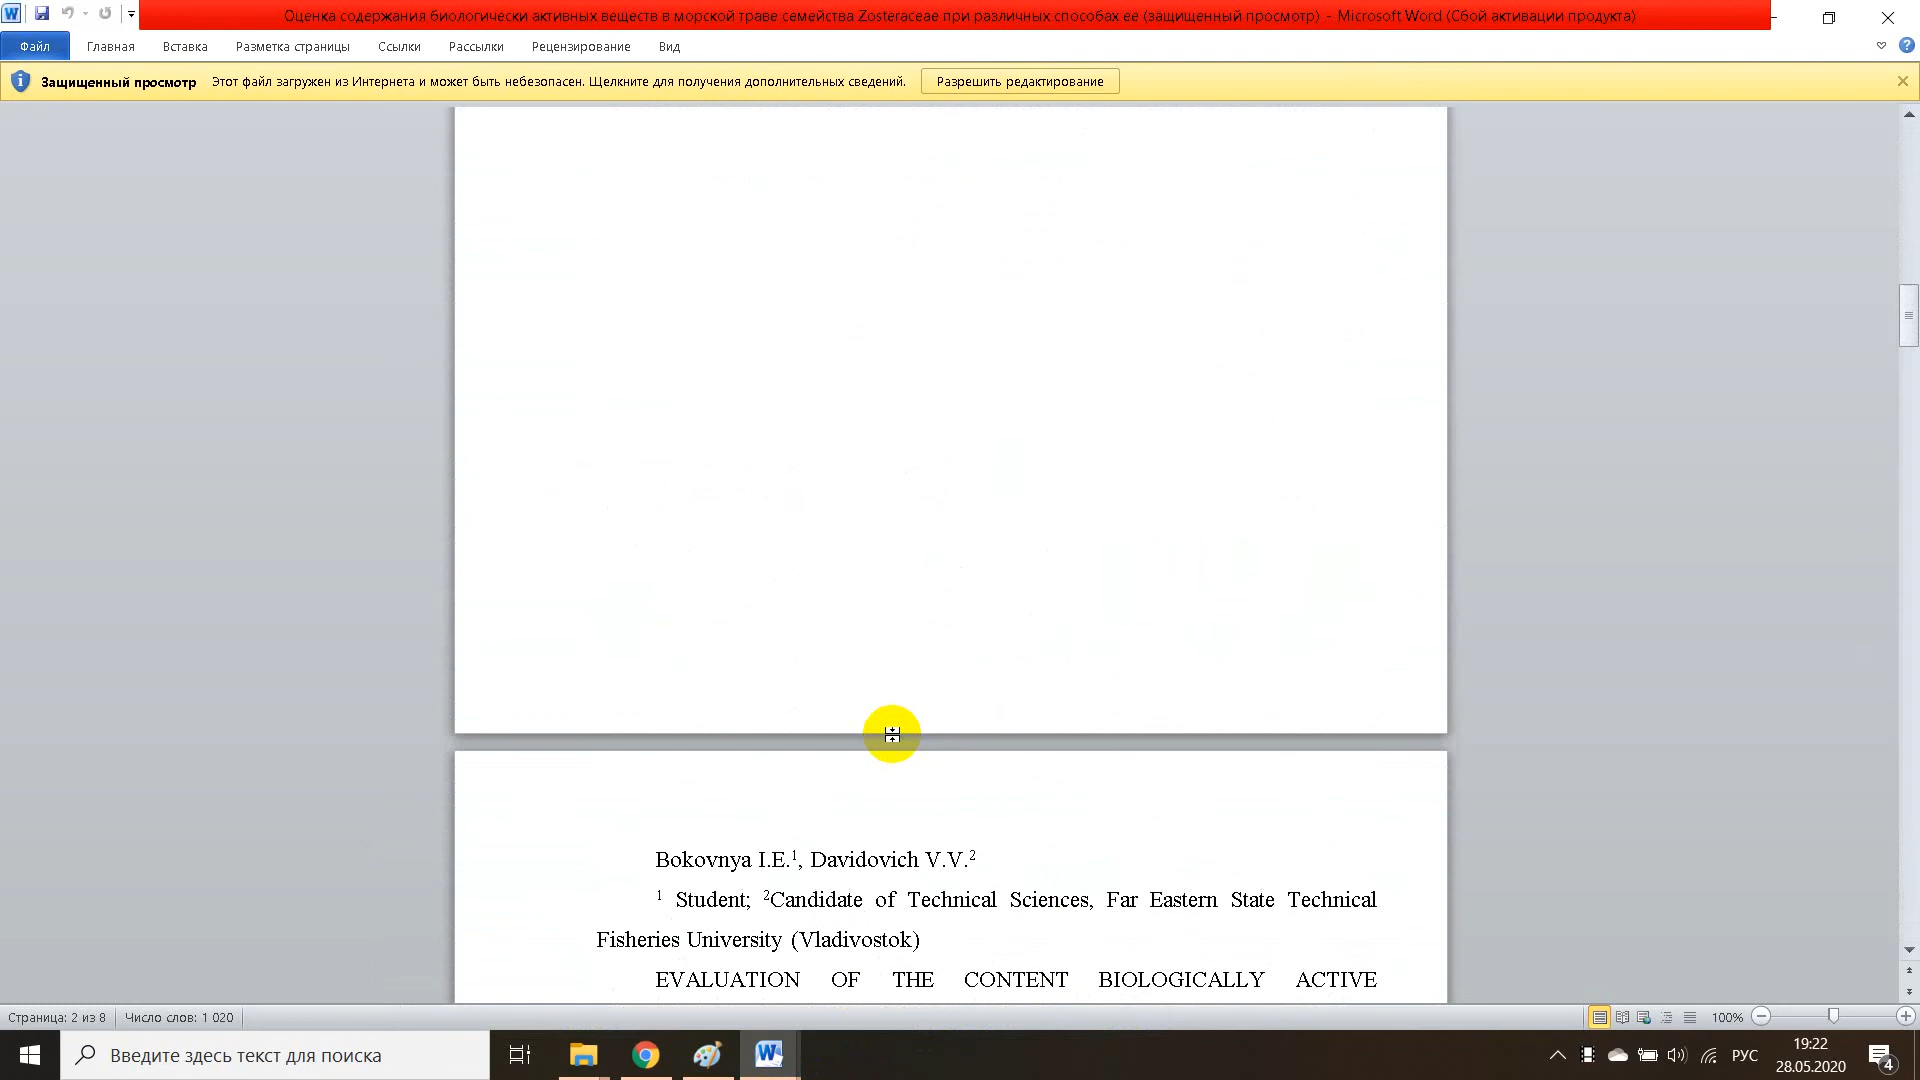 Оценка содержания биологически активных веществ в морской траве семейства Zosteraceae при различных способах ее (защищенный просмотр) - Microsoft Word (Сбой активации продукта)
Файл Главная Вставка Разметка страницы Ссылки Рассылки Рецензирование Вид
Защищенный просмотр Этот файл загружен из Интернета и может быть небезопасен. Щелкните для получения дополнительных сведений. Разрешить редактирование
Bokovnya I.E.¹, Davidovich V.V.²
¹ Student; ²Candidate of Technical Sciences, Far Eastern State Technical
Fisheries University (Vladivostok)
EVALUATION OF THE CONTENT BIOLOGICALLY ACTIVE
Страница: 2 из 8 Число слов: 1 020 100%
Введите здесь текст для поиска РУС 19:22
28.05.2020 4